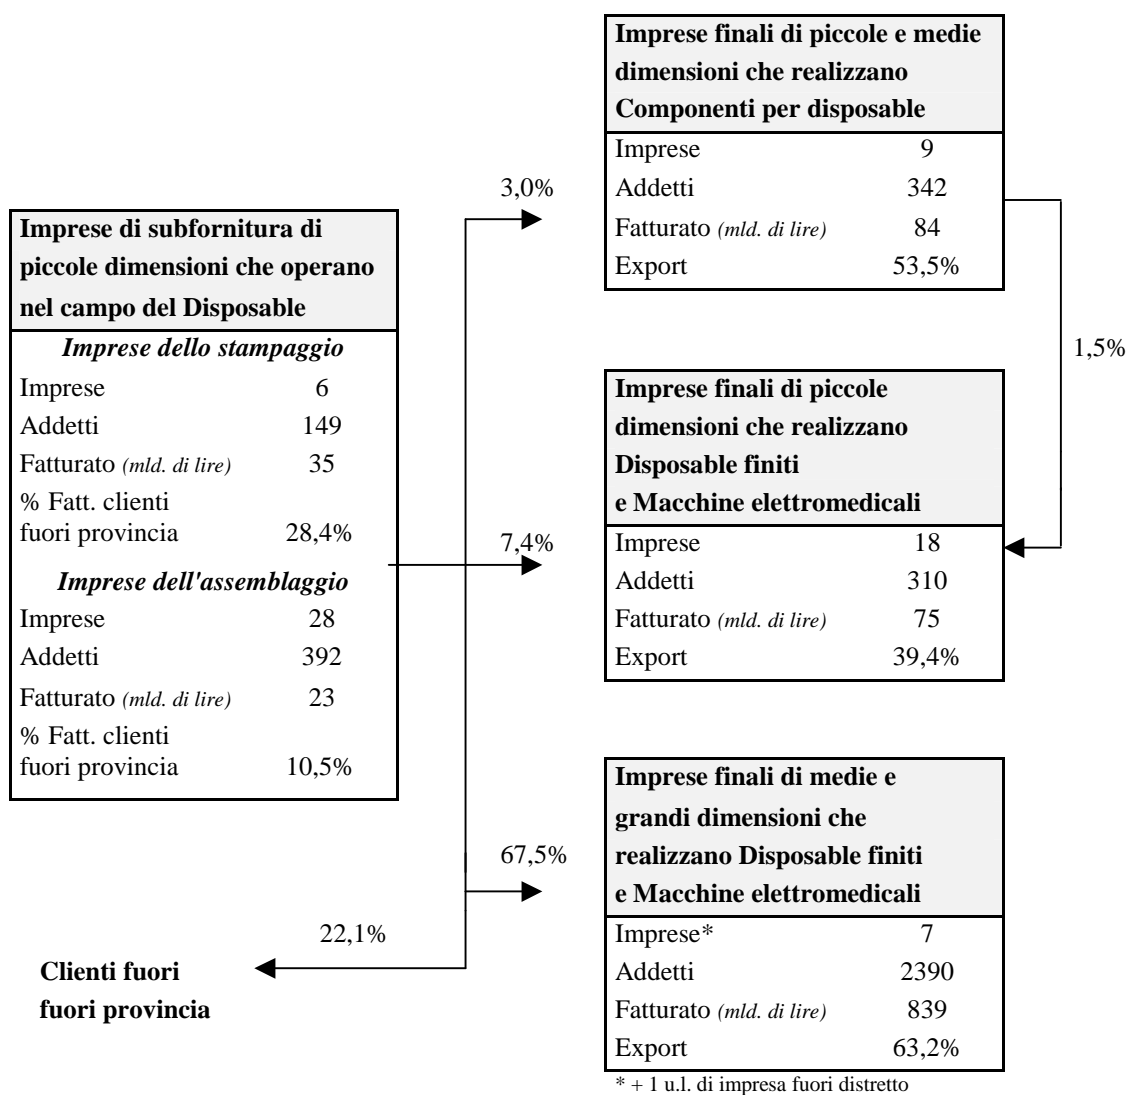 Imprese finali di piccole e medie
dimensioni che realizzano
Componenti per disposable
Imprese 9
Addetti 342
Fatturato (mld. di lire) 84
Export 53,5%
3,0%
Imprese di subfornitura di
piccole dimensioni che operano
nel campo del Disposable
Imprese dello stampaggio
Imprese 6
Addetti 149
Fatturato (mld. di lire) 35
% Fatt. clienti
fuori provincia 28,4%
Imprese dell'assemblaggio
Imprese 28
Addetti 392
Fatturato (mld. di lire) 23
% Fatt. clienti
fuori provincia 10,5%
1,5%
Imprese finali di piccole
dimensioni che realizzano
Disposable finiti
e Macchine elettromedicali
Imprese 18
Addetti 310
Fatturato (mld. di lire) 75
Export 39,4%
7,4%
Imprese finali di medie e
grandi dimensioni che
realizzano Disposable finiti
e Macchine elettromedicali
Imprese* 7
Addetti 2390
Fatturato (mld. di lire) 839
Export 63,2%
* + 1 u.l. di impresa fuori distretto
67,5%
22,1%
Clienti fuori
fuori provincia